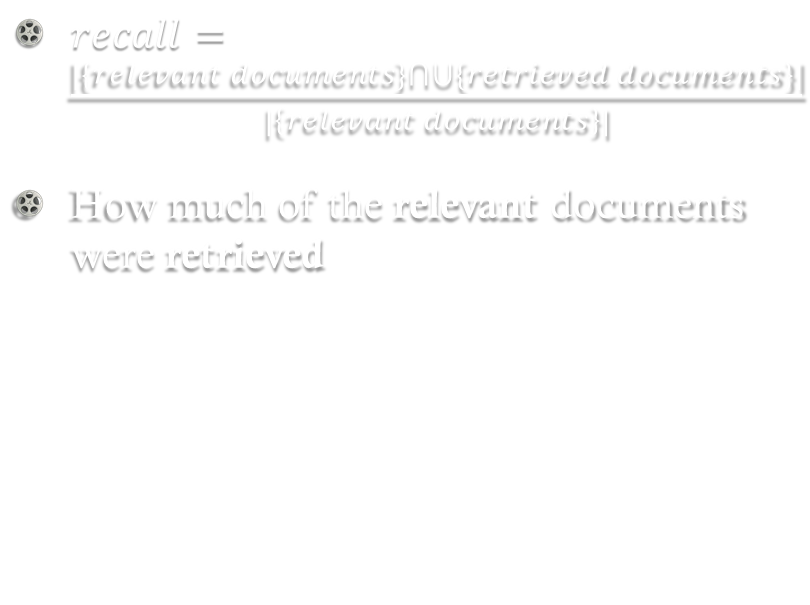 recall =
|{relevant documents}∩∪{retrieved documents}|
|{relevant documents}|
How much of the relevant documents
were retrieved